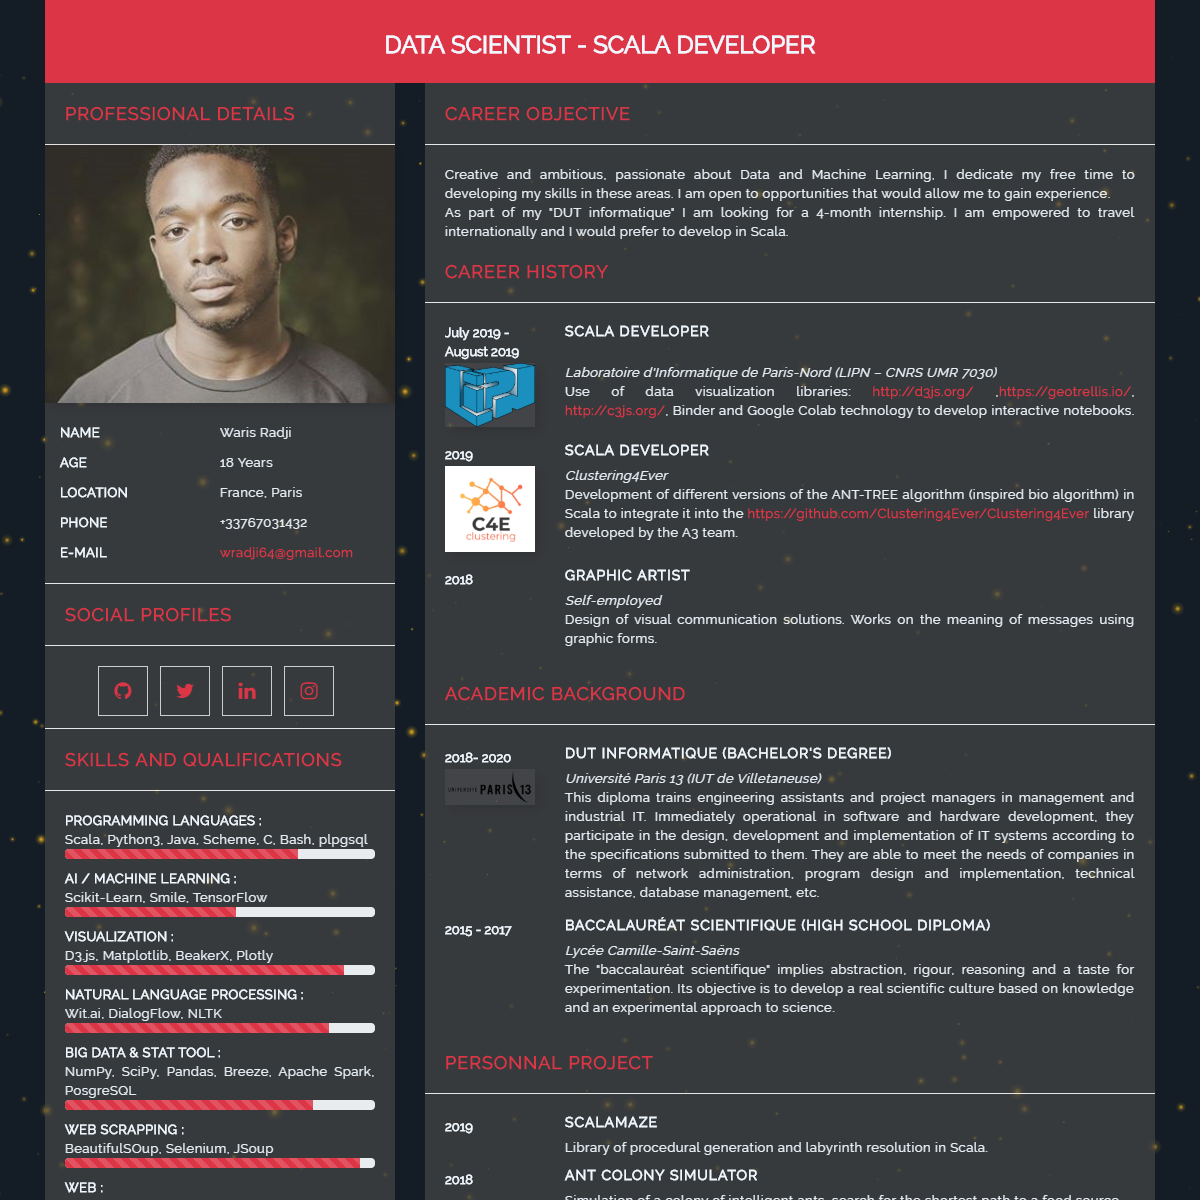 DATA SCIENTIST - SCALA DEVELOPER
PROFESSIONAL DETAILS
NAME Waris Radji
AGE 18 Years
LOCATION France, Paris
PHONE +33767031432
E-MAIL wradji64@gmail.com
SOCIAL PROFILES
SKILLS AND QUALIFICATIONS
PROGRAMMING LANGUAGES :
Scala, Python3, Java, Scheme, C, Bash, plpgsql
AI / MACHINE LEARNING :
Scikit-Learn, Smile, TensorFlow
VISUALIZATION :
D3.js, Matplotlib, BeakerX, Plotly
NATURAL LANGUAGE PROCESSING :
Wit.ai, DialogFlow, NLTK
BIG DATA & STAT TOOL :
NumPy, SciPy, Pandas, Breeze, Apache Spark,
PosgreSQL
WEB SCRAPPING :
BeautifulSOup, Selenium, JSoup
WEB :
CAREER OBJECTIVE
Creative and ambitious, passionate about Data and Machine Learning, I dedicate my free time to
developing my skills in these areas. I am open to opportunities that would allow me to gain experience.
As part of my "DUT informatique" I am looking for a 4-month internship. I am empowered to travel
internationally and I would prefer to develop in Scala.
CAREER HISTORY
July 2019 -
August 2019
LIPN
SCALA DEVELOPER
Laboratoire d'Informatique de Paris-Nord (LIPN – CNRS UMR 7030)
Use of data visualization libraries: http://d3js.org/ ,https://geotrellis.io/,
http://c3js.org/, Binder and Google Colab technology to develop interactive notebooks.
2019
C4E
clustering
SCALA DEVELOPER
Clustering4Ever
Development of different versions of the ANT-TREE algorithm (inspired bio algorithm) in
Scala to integrate it into the https://github.com/Clustering4Ever/Clustering4Ever library
developed by the A3 team.
2018
GRAPHIC ARTIST
Self-employed
Design of visual communication solutions. Works on the meaning of messages using
graphic forms.
ACADEMIC BACKGROUND
2018- 2020
UNIVERSITÉ PARIS 13
DUT INFORMATIQUE (BACHELOR'S DEGREE)
Université Paris 13 (IUT de Villetaneuse)
This diploma trains engineering assistants and project managers in management and
industrial IT. Immediately operational in software and hardware development, they
participate in the design, development and implementation of IT systems according to
the specifications submitted to them. They are able to meet the needs of companies in
terms of network administration, program design and implementation, technical
assistance, database management, etc.
2015 - 2017
BACCALAURÉAT SCIENTIFIQUE (HIGH SCHOOL DIPLOMA)
Lycée Camille-Saint-Saëns
The "baccalauréat scientifique" implies abstraction, rigour, reasoning and a taste for
experimentation. Its objective is to develop a real scientific culture based on knowledge
and an experimental approach to science.
PERSONNAL PROJECT
2019
SCALAMAZE
Library of procedural generation and labyrinth resolution in Scala.
2018
ANT COLONY SIMULATOR
Simulation of a colony of intelligent ants, search for the shortest path to a food source